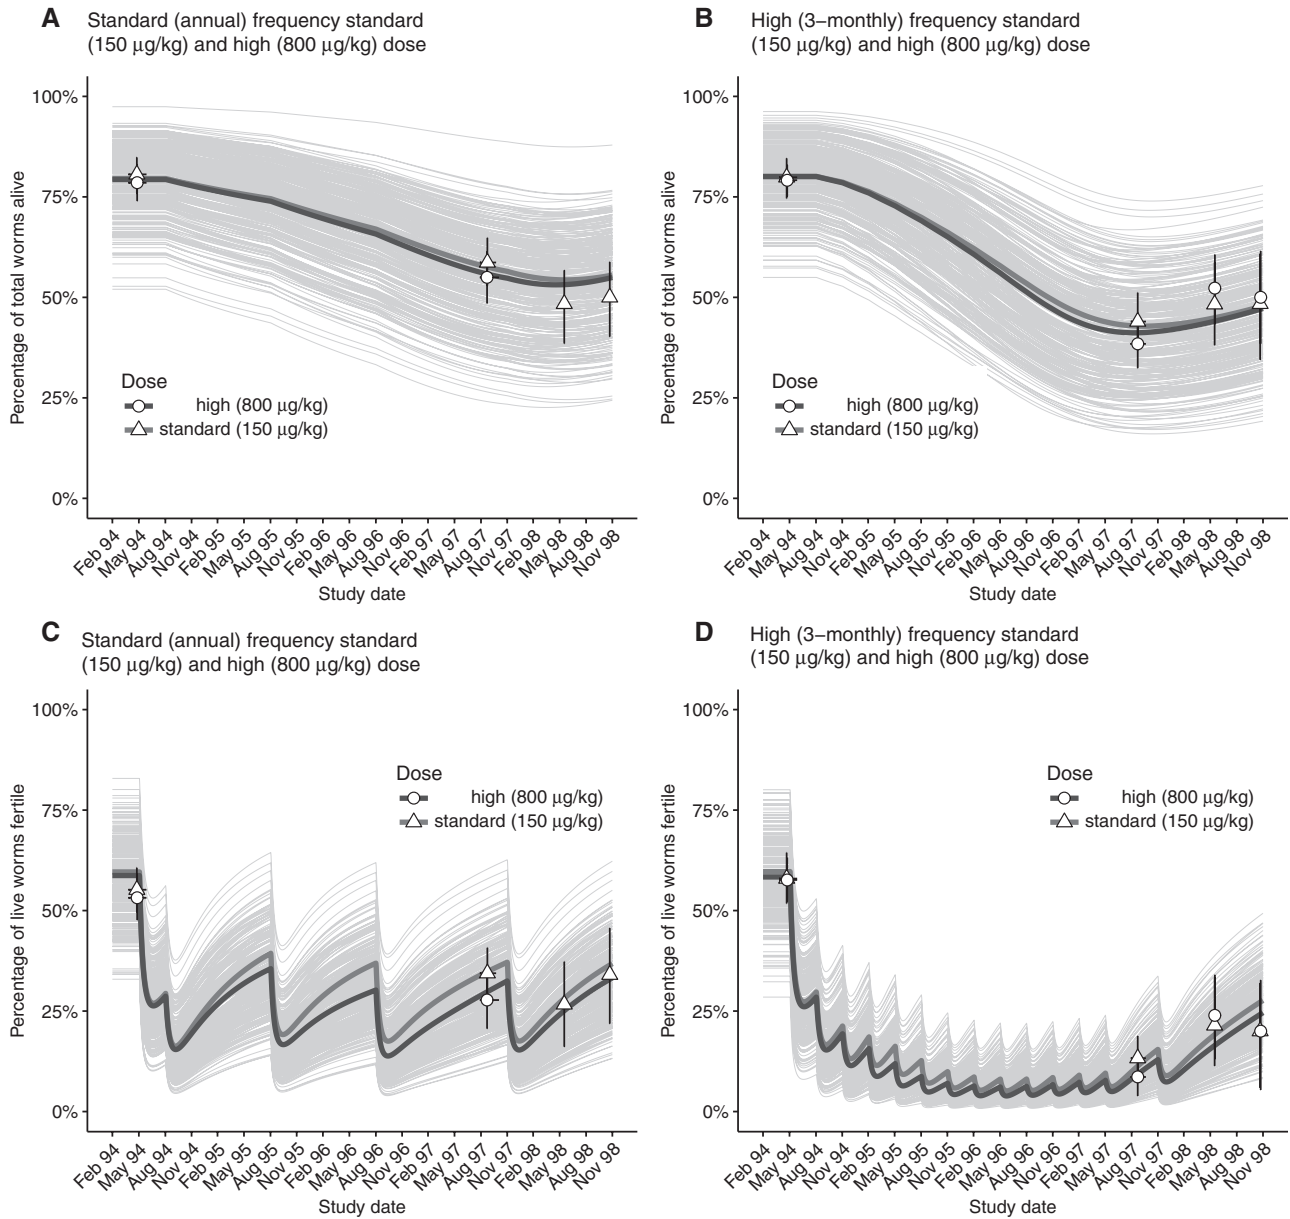 A Standard (annual) frequency standard
(150 μg/kg) and high (800 μg/kg) dose
Percentage of total worms alive
100%
75%
50%
25%
0%
Dose
high (800 μg/kg)
standard (150 μg/kg)
Feb 94 May 94 Aug 94 Nov 94 Feb 95 May 95 Aug 95 Nov 95 Feb 96 May 96 Aug 96 Nov 96 Feb 97 May 97 Aug 97 Nov 97 Feb 98 May 98 Aug 98 Nov 98
Study date
B High (3−monthly) frequency standard
(150 μg/kg) and high (800 μg/kg) dose
Percentage of total worms alive
100%
75%
50%
25%
0%
Dose
high (800 μg/kg)
standard (150 μg/kg)
Feb 94 May 94 Aug 94 Nov 94 Feb 95 May 95 Aug 95 Nov 95 Feb 96 May 96 Aug 96 Nov 96 Feb 97 May 97 Aug 97 Nov 97 Feb 98 May 98 Aug 98 Nov 98
Study date
C Standard (annual) frequency standard
(150 μg/kg) and high (800 μg/kg) dose
Percentage of live worms fertile
100%
75%
50%
25%
0%
Dose
high (800 μg/kg)
standard (150 μg/kg)
Feb 94 May 94 Aug 94 Nov 94 Feb 95 May 95 Aug 95 Nov 95 Feb 96 May 96 Aug 96 Nov 96 Feb 97 May 97 Aug 97 Nov 97 Feb 98 May 98 Aug 98 Nov 98
Study date
D High (3−monthly) frequency standard
(150 μg/kg) and high (800 μg/kg) dose
Percentage of live worms fertile
100%
75%
50%
25%
0%
Dose
high (800 μg/kg)
standard (150 μg/kg)
Feb 94 May 94 Aug 94 Nov 94 Feb 95 May 95 Aug 95 Nov 95 Feb 96 May 96 Aug 96 Nov 96 Feb 97 May 97 Aug 97 Nov 97 Feb 98 May 98 Aug 98 Nov 98
Study date